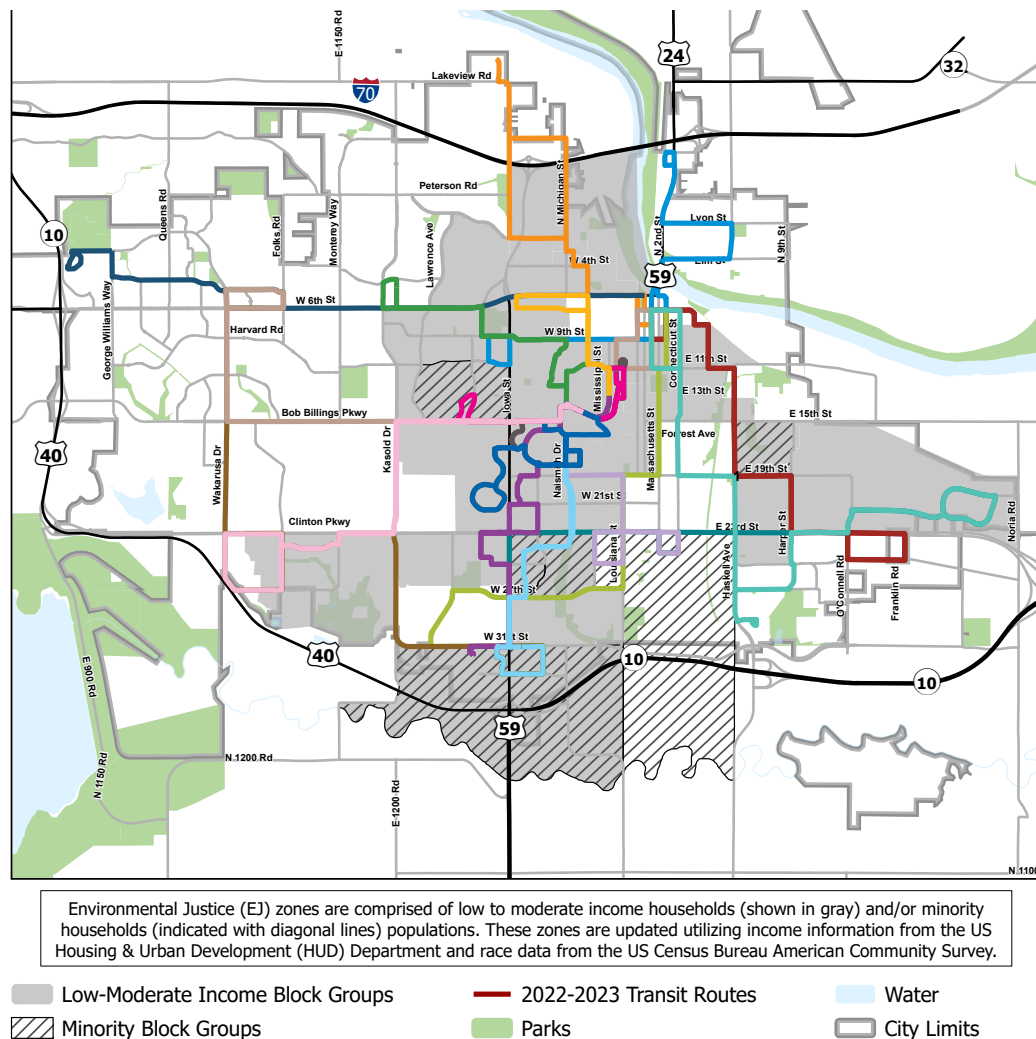 E 1150 Rd
24
32
Lakeview Rd
70
Peterson Rd
N Michigan St
Queens Rd
Folks Rd
Monterey Way
Lawrence Ave
N 2nd St
Lyon St
N 9th St
10
W 4th St
Elm St
59
George Williams Way
W 6th St
Harvard Rd
W 9th St
Connecticut St
E 11th St
Iowa St
Mississippi St
E 13th St
Bob Billings Pkwy
E 15th St
Massachusetts St
Forrest Ave
40
Wakarusa Dr
Kasold Dr
Naismith Dr
E 19th St
W 21st St
Clinton Pkwy
E 23rd St
Louisiana St
Haskell Ave
Harper St
Noria Rd
W 27th St
O'Connell Rd
Franklin Rd
W 31st St
40
10
10
E 900 Rd
59
N 1150 Rd
N 1200 Rd
E 1200 Rd
N 1100
Environmental Justice (EJ) zones are comprised of low to moderate income households (shown in gray) and/or minority
households (indicated with diagonal lines) populations. These zones are updated utilizing income information from the US
Housing & Urban Development (HUD) Department and race data from the US Census Bureau American Community Survey.
Low-Moderate Income Block Groups
2022-2023 Transit Routes
Water
Minority Block Groups
Parks
City Limits